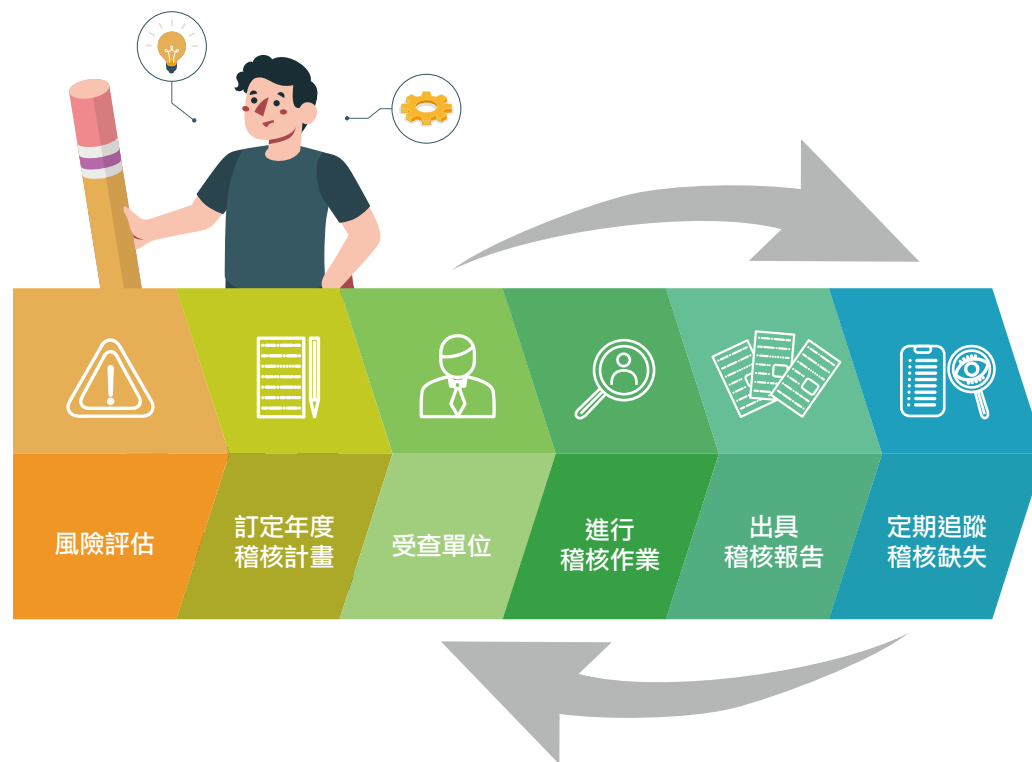 風險評估
訂定年度
稽核計畫
受查單位
進行
稽核作業
出具
稽核報告
定期追蹤
稽核缺失